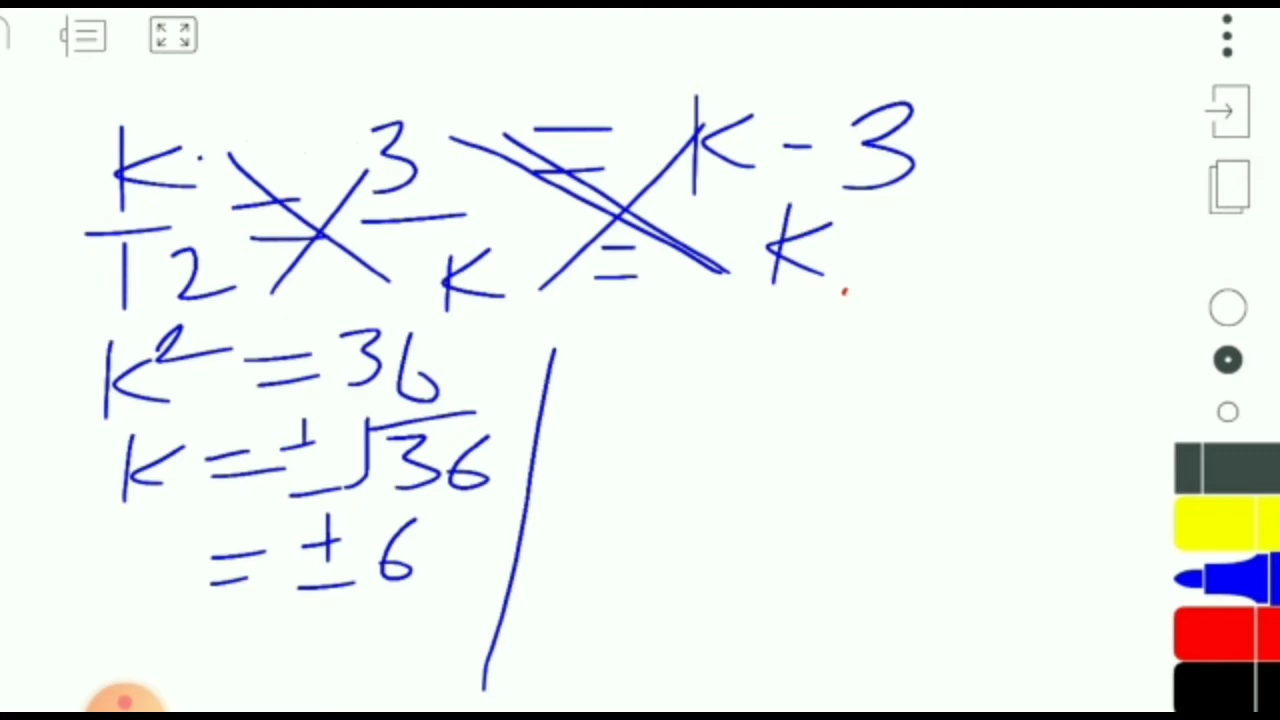 K = 3 = K - 3
12 K = K
K² = 36
K = ± √36
= ± 6